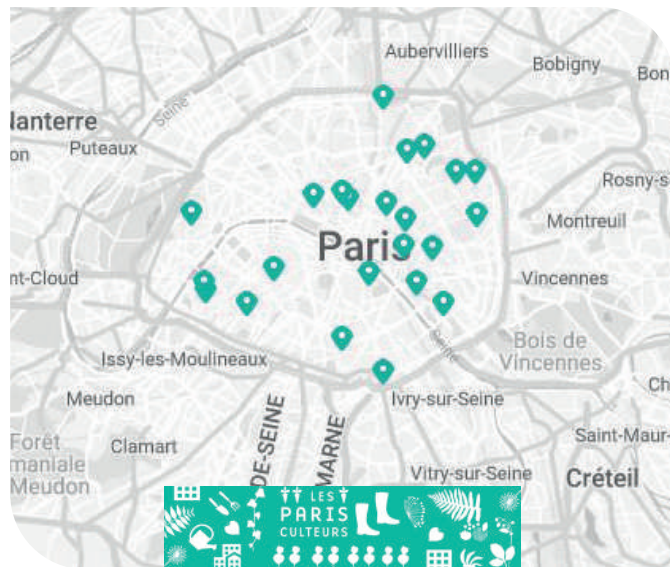 Aubervilliers
Bobigny
Bon
Nanterre
Seine
on
Puteaux
Rosny-s
Montreuil
Paris
nt-Cloud
Vincennes
Seine
Bois de
Vincennes
Issy-les-Moulineaux
Meudon
Ivry-sur-Seine
Ch
Forêt
maniale
Meudon
Clamart
DE-SEINE
MARNE
Saint-Maur-
Vitry-sur-Seine
Créteil
LES
PARIS
CULTEURS